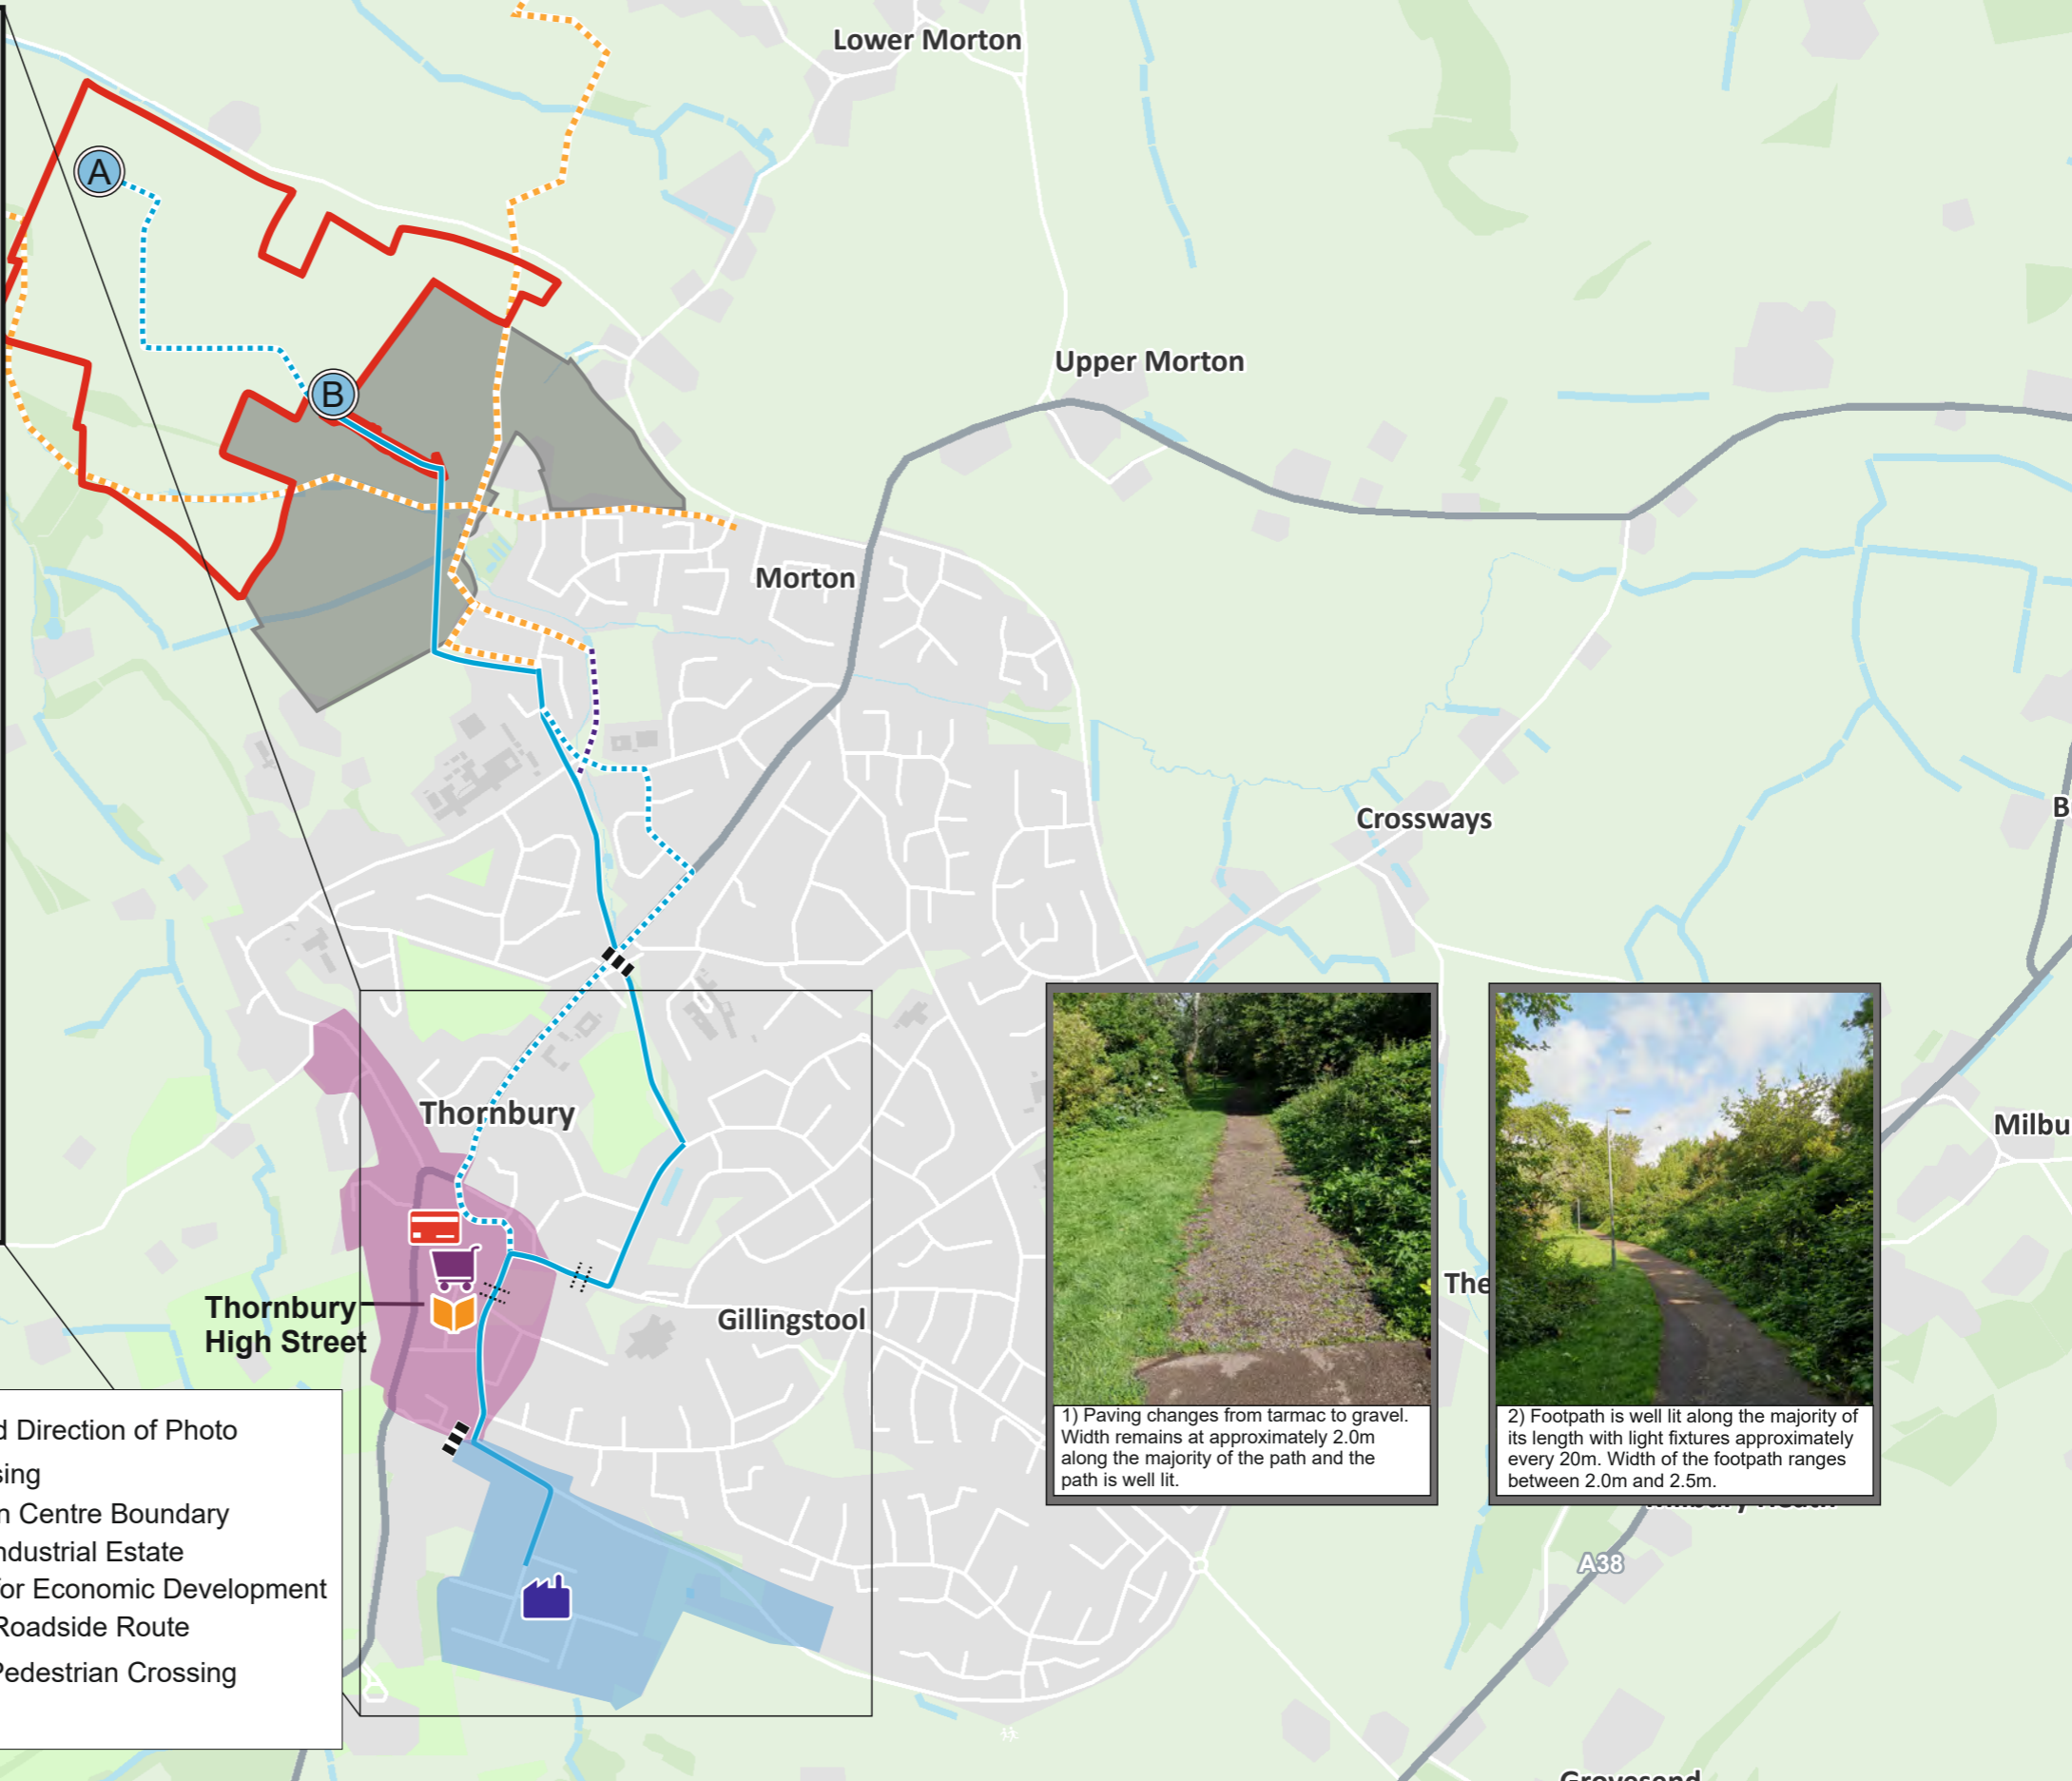 Lower Morton
A
Upper Morton
B
Morton
Crossways
B
Thornbury
Milbu
The
Thornbury
High Street
Gillingstool
d Direction of Photo
sing
n Centre Boundary
ndustrial Estate
for Economic Development
Roadside Route
Pedestrian Crossing
1) Paving changes from tarmac to gravel.
Width remains at approximately 2.0m
along the majority of the path and the
path is well lit.
2) Footpath is well lit along the majority of
its length with light fixtures approximately
every 20m. Width of the footpath ranges
between 2.0m and 2.5m.
A38
Grovesend